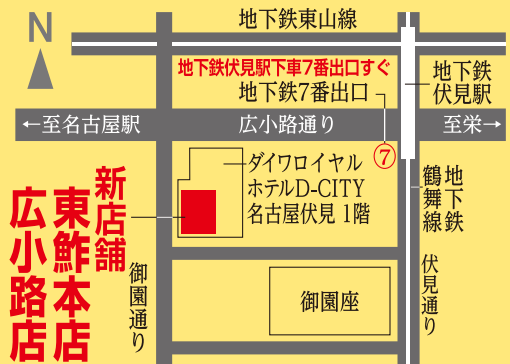 N
地下鉄東山線
地下鉄伏見駅下車7番出口すぐ
地下鉄7番出口
地下鉄
伏見駅
←至名古屋駅
広小路通り
至栄→
⑦
ダイワロイヤル
ホテルD-CITY
名古屋伏見 1階
新店舗
東鮓本店
広小路店
御園通り
御園座
地下鉄
鶴舞線
伏見通り